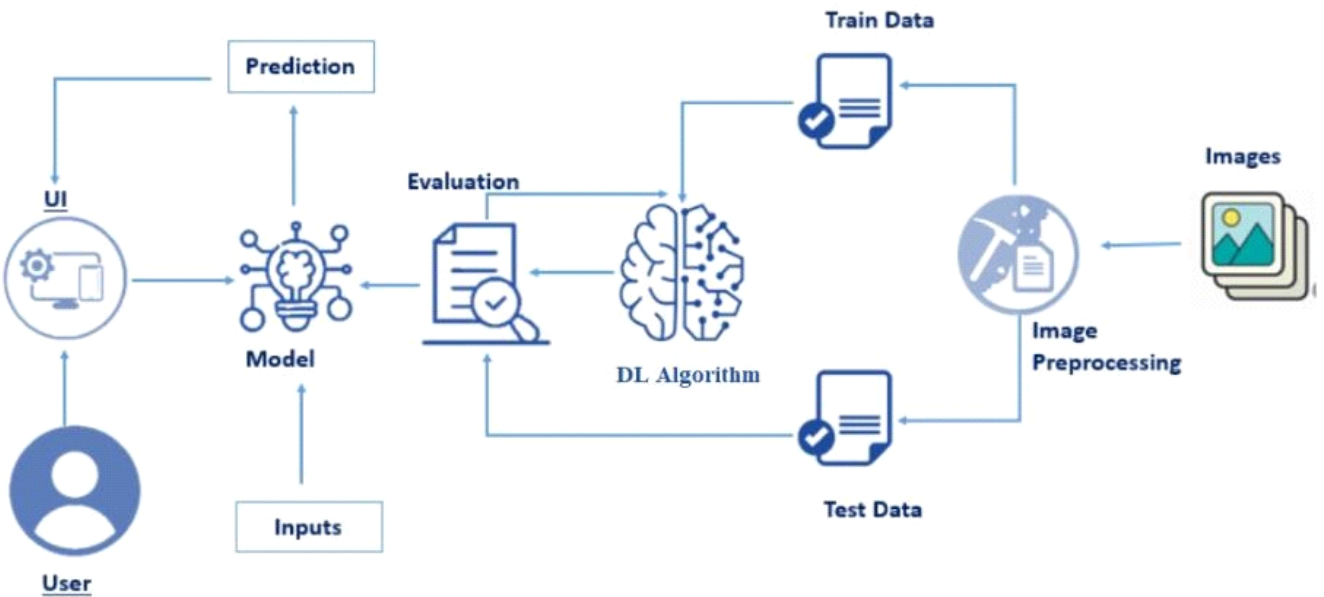 Train Data
Prediction
Images
Evaluation
UI
Image
Preprocessing
Model
DL Algorithm
Test Data
Inputs
User